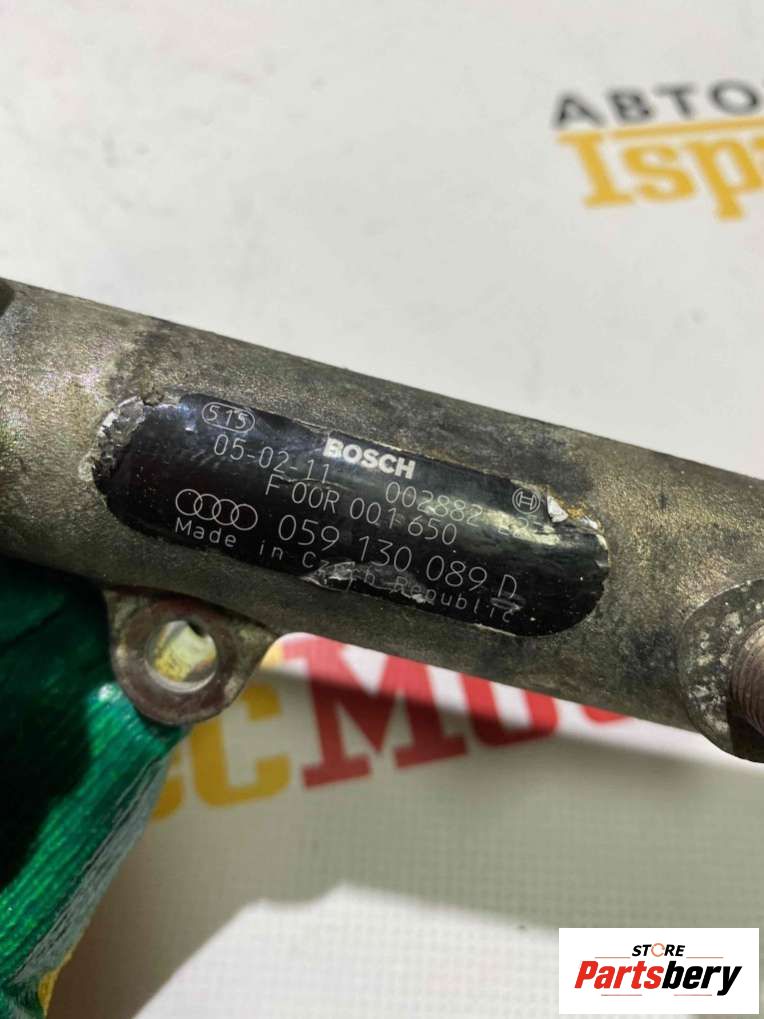 АВТО
Isp
515
BOSCH
05-02-11 002882
F 00R 001 650
059 130 089 D
Made in Czech Republic
ecMo
STORE
Partsbery